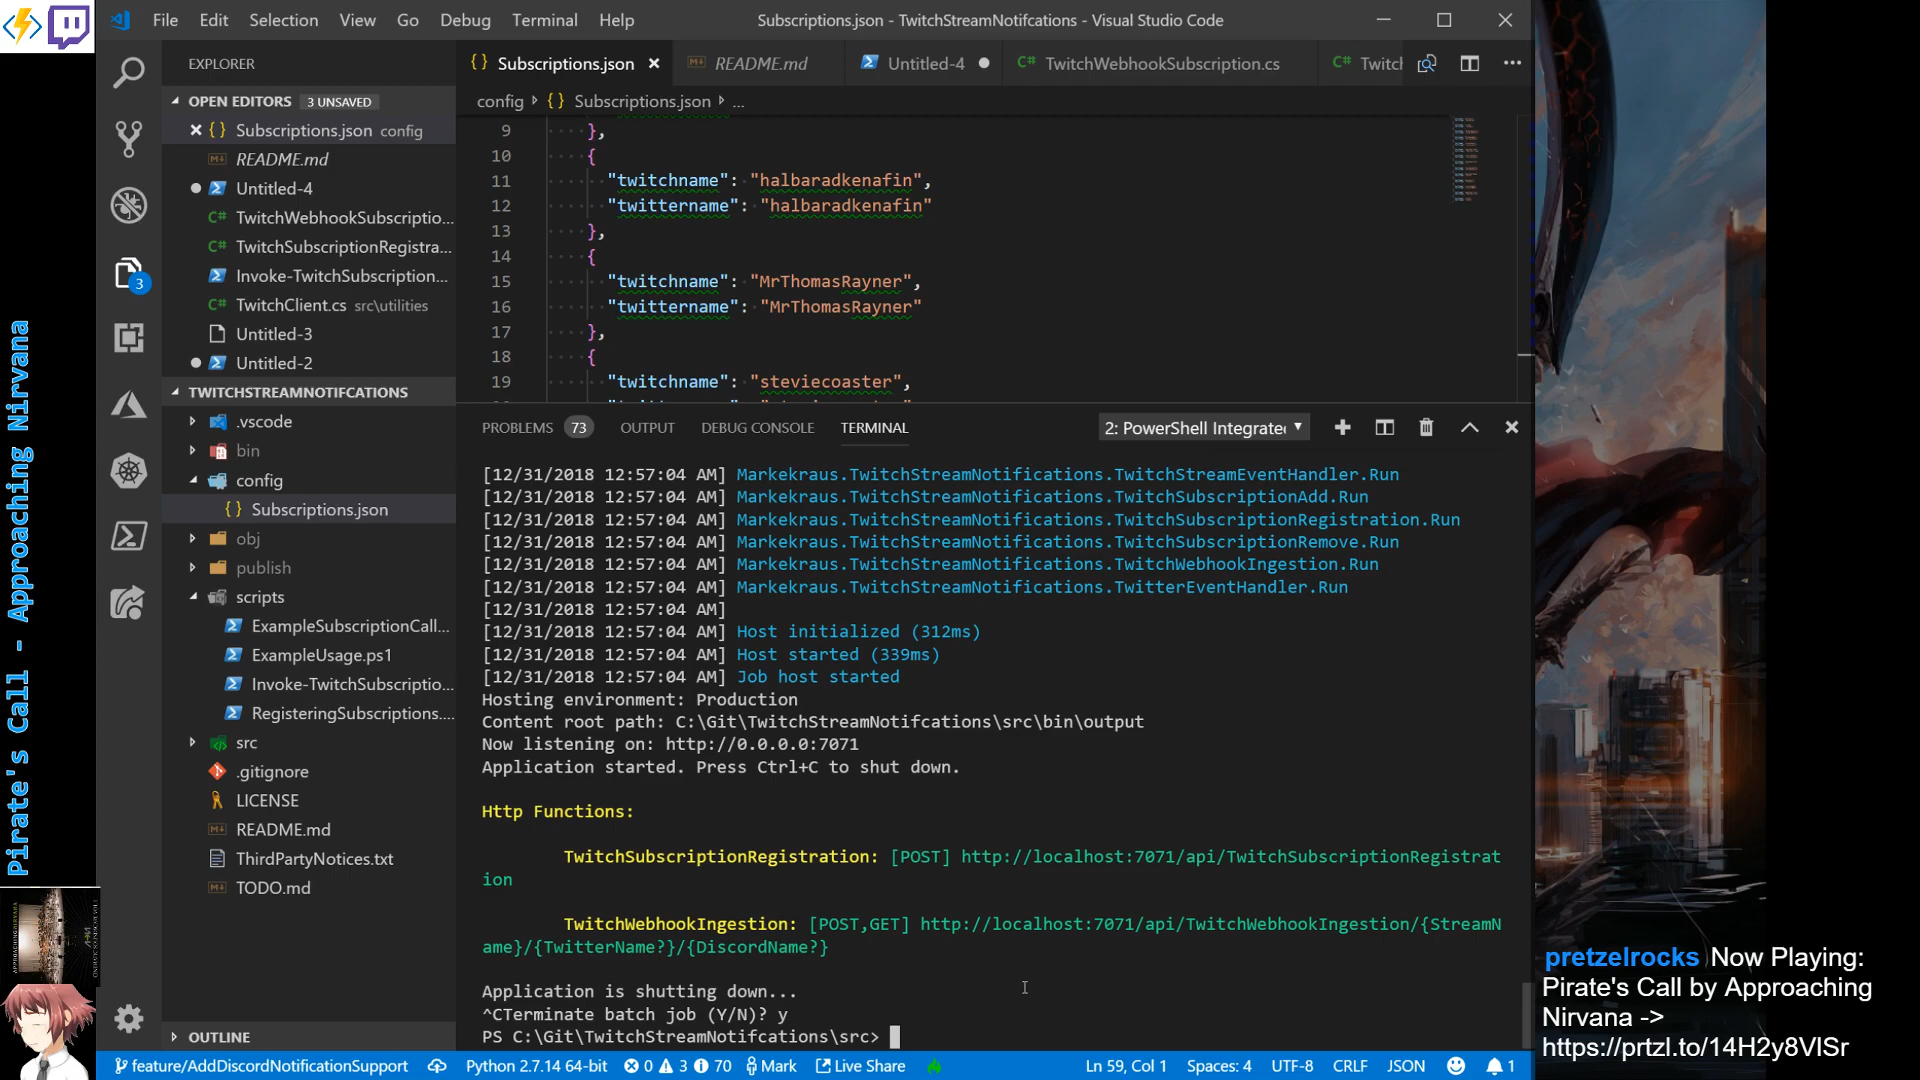 File Edit Selection View Go Debug Terminal Help
Subscriptions.json - TwitchStreamNotifcations - Visual Studio Code
EXPLORER
OPEN EDITORS 3 UNSAVED
Subscriptions.json config
README.md
Untitled-4
TwitchWebhookSubscriptio...
TwitchSubscriptionRegistra...
Invoke-TwitchSubscription...
TwitchClient.cs src\utilities
Untitled-3
Untitled-2
3
TWITCHSTREAMNOTIFCATIONS
.vscode
bin
config
Subscriptions.json
obj
publish
scripts
ExampleSubscriptionCall...
ExampleUsage.ps1
Invoke-TwitchSubscriptio...
RegisteringSubscriptions....
src
.gitignore
LICENSE
README.md
ThirdPartyNotices.txt
TODO.md
OUTLINE
Subscriptions.json README.md Untitled-4 TwitchWebhookSubscription.cs Twitch
config Subscriptions.json ...
9 },
10 {
11 "twitchname": "halbaradkenafin",
12 "twittername": "halbaradkenafin"
13 },
14 {
15 "twitchname": "MrThomasRayner",
16 "twittername": "MrThomasRayner"
17 },
18 {
19 "twitchname": "steviecoaster",
PROBLEMS 73 OUTPUT DEBUG CONSOLE TERMINAL 2: PowerShell Integrate
[12/31/2018 12:57:04 AM] Markekraus.TwitchStreamNotifications.TwitchStreamEventHandler.Run
[12/31/2018 12:57:04 AM] Markekraus.TwitchStreamNotifications.TwitchSubscriptionAdd.Run
[12/31/2018 12:57:04 AM] Markekraus.TwitchStreamNotifications.TwitchSubscriptionRegistration.Run
[12/31/2018 12:57:04 AM] Markekraus.TwitchStreamNotifications.TwitchSubscriptionRemove.Run
[12/31/2018 12:57:04 AM] Markekraus.TwitchStreamNotifications.TwitchWebhookIngestion.Run
[12/31/2018 12:57:04 AM] Markekraus.TwitchStreamNotifications.TwitterEventHandler.Run
[12/31/2018 12:57:04 AM]
[12/31/2018 12:57:04 AM] Host initialized (312ms)
[12/31/2018 12:57:04 AM] Host started (339ms)
[12/31/2018 12:57:04 AM] Job host started
Hosting environment: Production
Content root path: C:\Git\TwitchStreamNotifcations\src\bin\output
Now listening on: http://0.0.0.0:7071
Application started. Press Ctrl+C to shut down.
Http Functions:
TwitchSubscriptionRegistration: [POST] http://localhost:7071/api/TwitchSubscriptionRegistrat
ion
TwitchWebhookIngestion: [POST,GET] http://localhost:7071/api/TwitchWebhookIngestion/{StreamN
ame}/{TwitterName?}/{DiscordName?}
Application is shutting down...
^CTerminate batch job (Y/N)? y
PS C:\Git\TwitchStreamNotifcations\src>
feature/AddDiscordNotificationSupport Python 2.7.14 64-bit 0 3 70 Mark Live Share Ln 59, Col 1 Spaces: 4 UTF-8 CRLF JSON 1
Pirate's Call - Approaching Nirvana
pretzelrocks Now Playing:
Pirate's Call by Approaching
Nirvana ->
https://prtzl.to/14H2y8VlSr